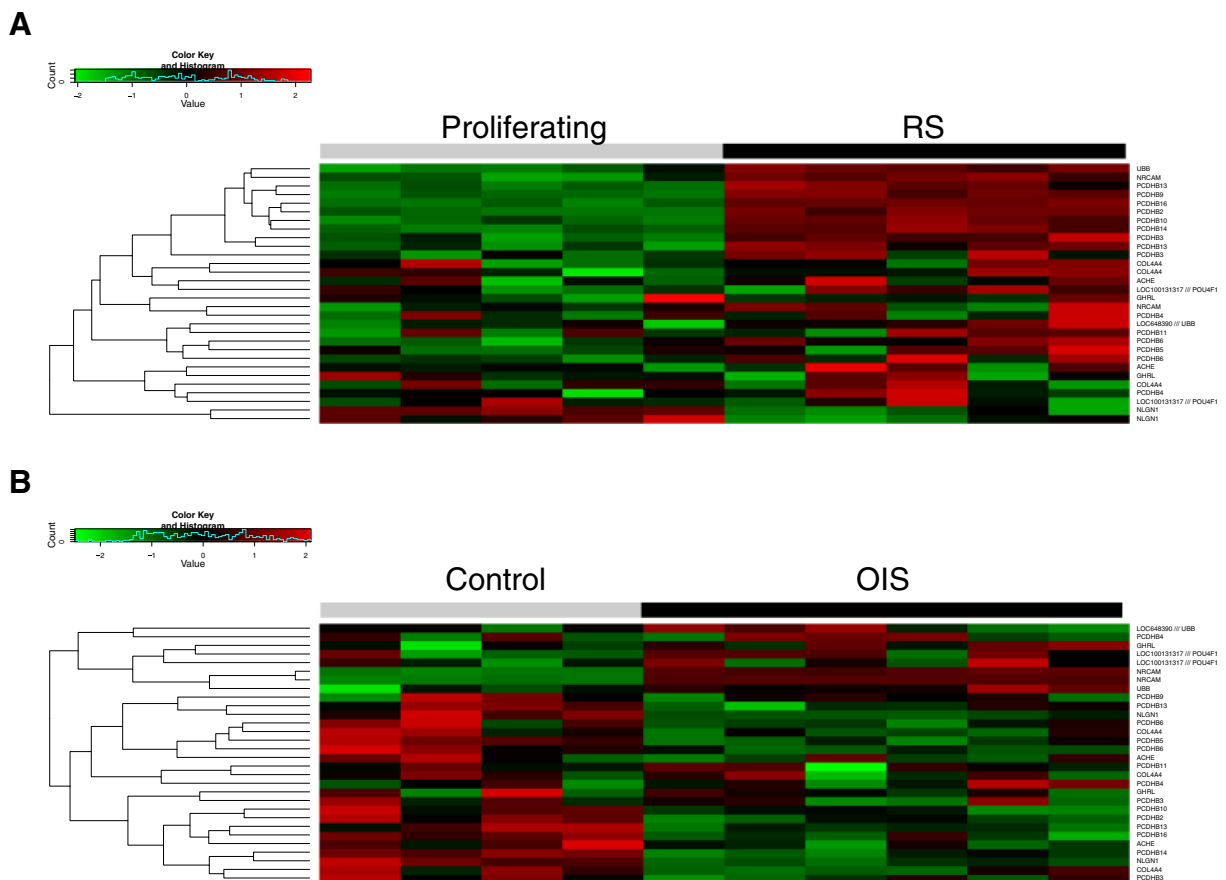 A
Color Key
and Histogram
Count
0
−2 −1 0 1 2
Value
Proliferating RS
UBB
NRCAM
PCDHB13
PCDHB9
PCDHB16
PCDHB2
PCDHB10
PCDHB14
PCDHB3
PCDHB13
PCDHB3
COL4A4
COL4A4
ACHE
LOC100131317 /// POU4F1
GHRL
NRCAM
PCDHB4
LOC648390 /// UBB
PCDHB11
PCDHB6
PCDHB5
PCDHB6
ACHE
GHRL
COL4A4
PCDHB4
LOC100131317 /// POU4F1
NLGN1
NLGN1
B
Color Key
and Histogram
Count
0
−2 −1 0 1 2
Value
Control OIS
LOC648390 /// UBB
PCDHB4
GHRL
LOC100131317 /// POU4F1
LOC100131317 /// POU4F1
NRCAM
NRCAM
UBB
PCDHB9
PCDHB13
NLGN1
PCDHB6
COL4A4
PCDHB5
PCDHB6
ACHE
PCDHB11
COL4A4
PCDHB4
GHRL
PCDHB3
PCDHB10
PCDHB2
PCDHB13
PCDHB16
ACHE
PCDHB14
NLGN1
COL4A4
PCDHB3